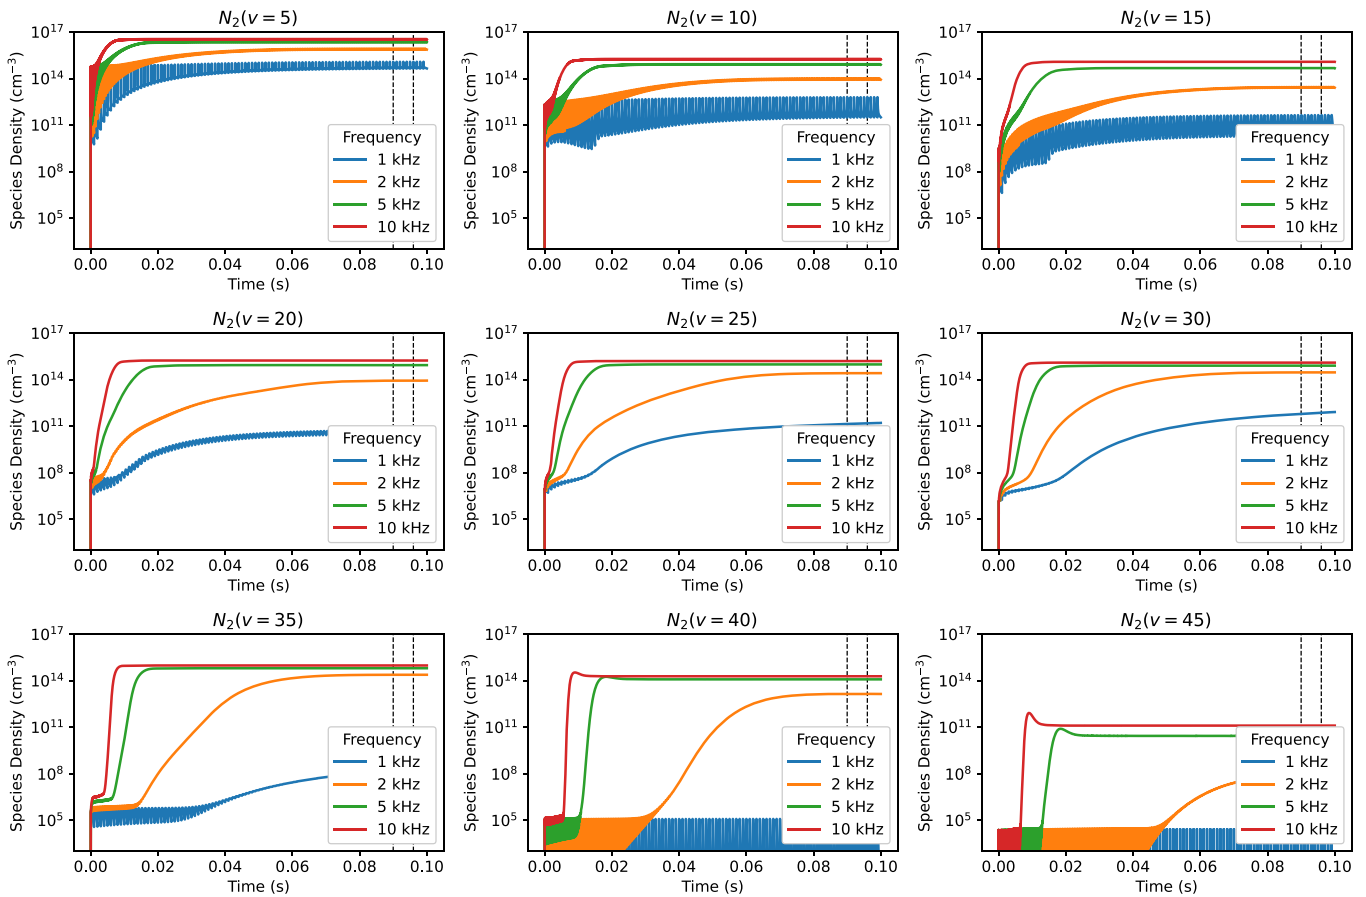 N₂(v = 5)
10¹⁷
10¹⁴
10¹¹
10⁸
10⁵
Species Density (cm⁻³)
Frequency
1 kHz
2 kHz
5 kHz
10 kHz
0.00 0.02 0.04 0.06 0.08 0.10
Time (s)
N₂(v = 10)
10¹⁷
10¹⁴
10¹¹
10⁸
10⁵
Species Density (cm⁻³)
Frequency
1 kHz
2 kHz
5 kHz
10 kHz
0.00 0.02 0.04 0.06 0.08 0.10
Time (s)
N₂(v = 15)
10¹⁷
10¹⁴
10¹¹
10⁸
10⁵
Species Density (cm⁻³)
Frequency
1 kHz
2 kHz
5 kHz
10 kHz
0.00 0.02 0.04 0.06 0.08 0.10
Time (s)
N₂(v = 20)
10¹⁷
10¹⁴
10¹¹
10⁸
10⁵
Species Density (cm⁻³)
Frequency
1 kHz
2 kHz
5 kHz
10 kHz
0.00 0.02 0.04 0.06 0.08 0.10
Time (s)
N₂(v = 25)
10¹⁷
10¹⁴
10¹¹
10⁸
10⁵
Species Density (cm⁻³)
Frequency
1 kHz
2 kHz
5 kHz
10 kHz
0.00 0.02 0.04 0.06 0.08 0.10
Time (s)
N₂(v = 30)
10¹⁷
10¹⁴
10¹¹
10⁸
10⁵
Species Density (cm⁻³)
Frequency
1 kHz
2 kHz
5 kHz
10 kHz
0.00 0.02 0.04 0.06 0.08 0.10
Time (s)
N₂(v = 35)
10¹⁷
10¹⁴
10¹¹
10⁸
10⁵
Species Density (cm⁻³)
Frequency
1 kHz
2 kHz
5 kHz
10 kHz
0.00 0.02 0.04 0.06 0.08 0.10
Time (s)
N₂(v = 40)
10¹⁷
10¹⁴
10¹¹
10⁸
10⁵
Species Density (cm⁻³)
Frequency
1 kHz
2 kHz
5 kHz
10 kHz
0.00 0.02 0.04 0.06 0.08 0.10
Time (s)
N₂(v = 45)
10¹⁷
10¹⁴
10¹¹
10⁸
10⁵
Species Density (cm⁻³)
Frequency
1 kHz
2 kHz
5 kHz
10 kHz
0.00 0.02 0.04 0.06 0.08 0.10
Time (s)